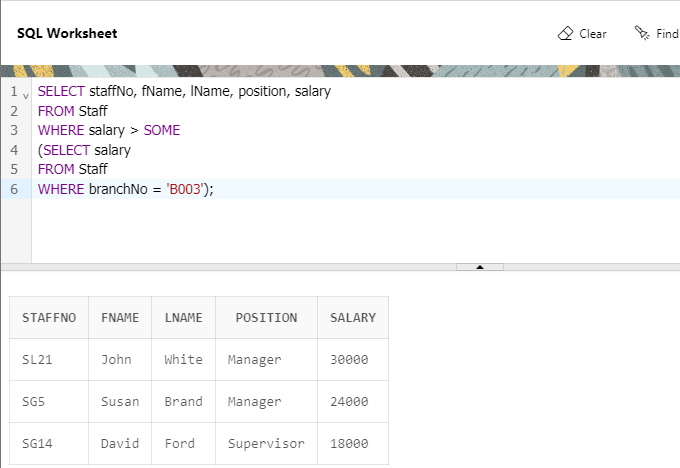 SQL Worksheet
Clear
Find
1 SELECT staffNo, fName, lName, position, salary
2 FROM Staff
3 WHERE salary > SOME
4 (SELECT salary
5 FROM Staff
6 WHERE branchNo = 'B003');
STAFFNO FNAME LNAME POSITION SALARY
SL21 John White Manager 30000
SG5 Susan Brand Manager 24000
SG14 David Ford Supervisor 18000